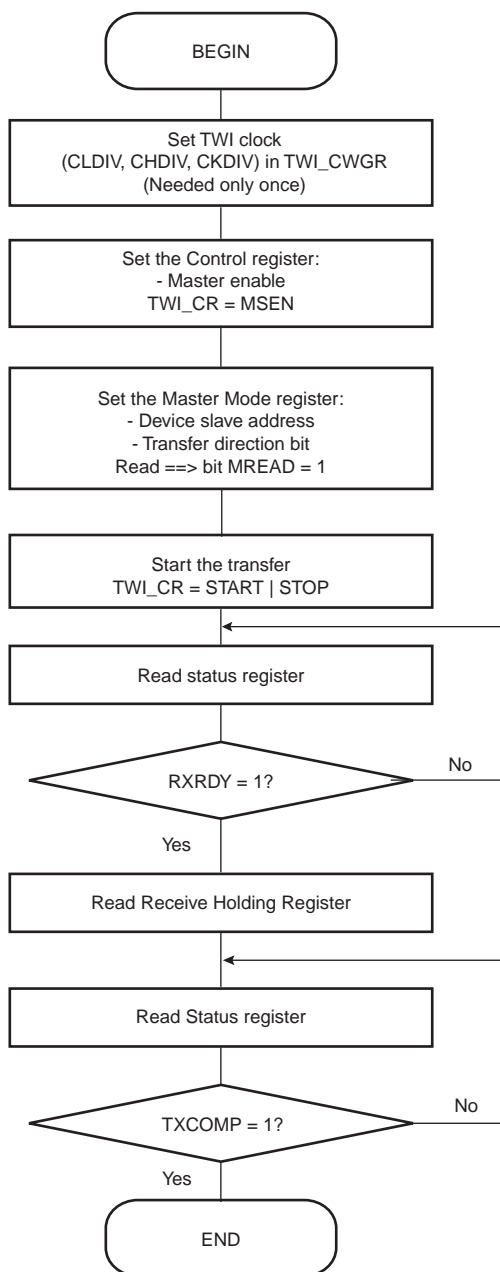 BEGIN
Set TWI clock
(CLDIV, CHDIV, CKDIV) in TWI_CWGR
(Needed only once)
Set the Control register:
- Master enable
TWI_CR = MSEN
Set the Master Mode register:
- Device slave address
- Transfer direction bit
Read ==> bit MREAD = 1
Start the transfer
TWI_CR = START | STOP
Read status register
RXRDY = 1?
No
Yes
Read Receive Holding Register
Read Status register
TXCOMP = 1?
No
Yes
END